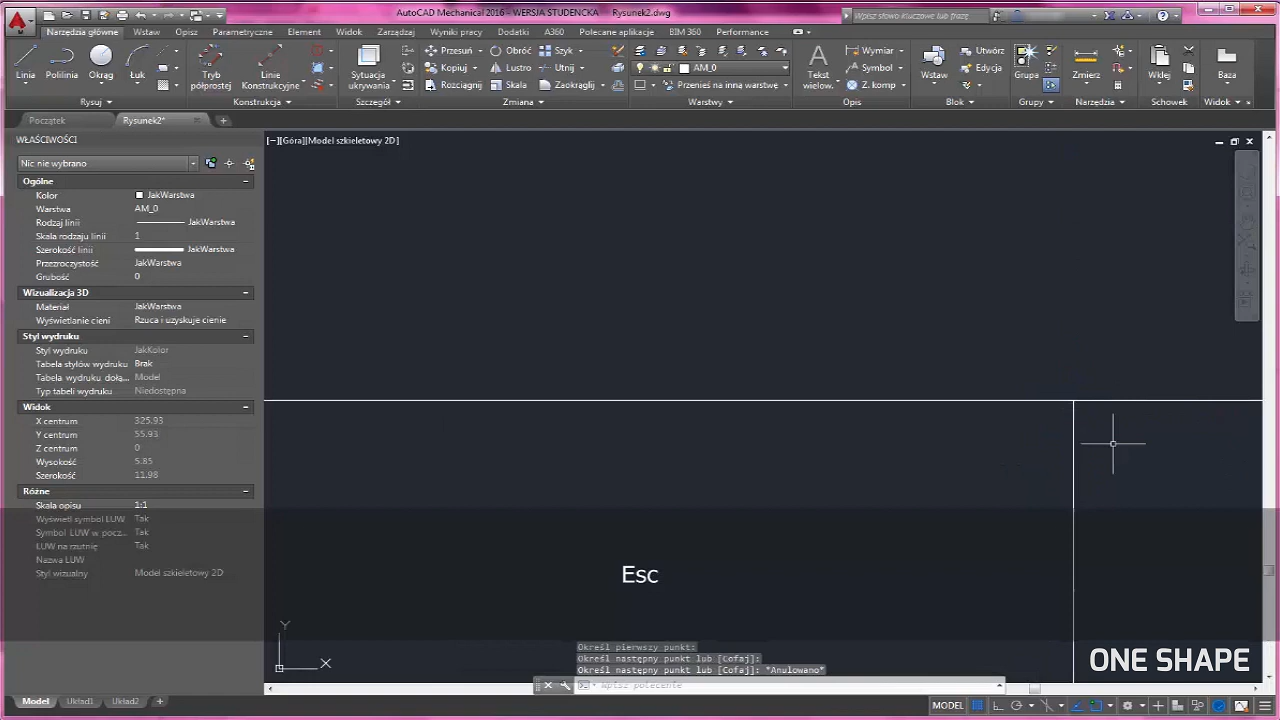 AutoCAD Mechanical 2016 - WERSJA STUDENCKA Rysunek2.dwg
Wpisz słowo kluczowe lub frazę
Narzędzia główne Wstaw Opisz Parametryczne Element Widok Zarządzaj Wyniki pracy Dodatki A360 Polecane aplikacje BIM 360 Performance
Linia Polilinia Okrąg Łuk
Tryb półprosty
Linie Konstrukcyjne
Sytuacja ukrywania
Przesuń Obróć Szyk
Kopiuj Lustro Utnij
Rozciągnij Skala Zaokrąglij
AM_0
Przenieś na inną warstwę
Tekst wielow.
Wymiar
Symbol
Z. komp
Wstaw
Utwórz
Edycja
Grupa
Zmierz
Wklej
Baza
Rysuj Konstrukcja Szczegół Zmiana Warstwy Opis Blok Grupy Narzędzia Schowek Widok
Początek Rysunek2*
WŁAŚCIWOŚCI
[−][Góra][Model szkieletowy 2D]
Nic nie wybrano
Ogólne
Kolor JakWarstwa
Warstwa AM_0
Rodzaj linii JakWarstwa
Skala rodzaju linii 1
Szerokość linii JakWarstwa
Przezroczystość JakWarstwa
Grubość 0
Wizualizacja 3D
Materiał JakWarstwa
Wyświetlanie cieni Rzuca i uzyskuje cienie
Styl wydruku
Styl wydruku JakKolor
Tabela stylów wydruku Brak
Tabela wydruku dołą... Model
Typ tabeli wydruku Niedostępna
Widok
X centrum 325.93
Y centrum 55.93
Z centrum 0
Wysokość 5.85
Szerokość 11.98
Różne
Skala opisu 1:1
Wyświetl symbol LUW Tak
Symbol LUW w pocz... Tak
LUW na rzutnię Tak
Nazwa LUW
Styl wizualny Model szkieletowy 2D
Esc
Y
X
Określ pierwszy punkt:
Określ następny punkt lub [Cofaj]:
Określ następny punkt lub [Cofaj]: *Anulowano*
Wpisz polecenie
ONE SHAPE
Model Układ1 Układ2 +
MODEL